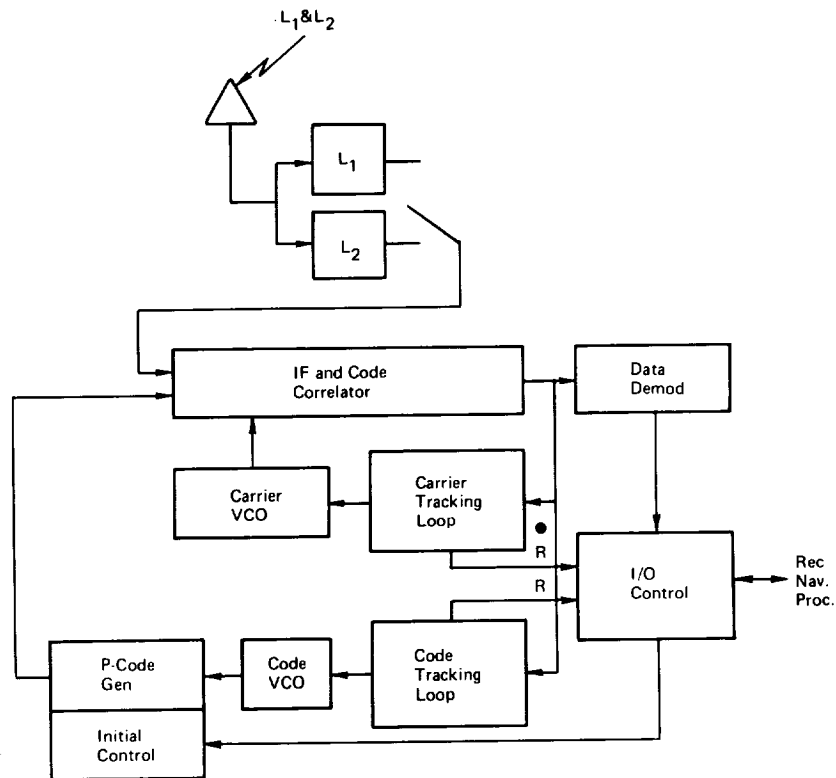 L1&L2
L1
L2
IF and Code
Correlator
Data
Demod
Carrier
VCO
Carrier
Tracking
Loop
Ṙ
R
I/O
Control
Rec
Nav.
Proc.
P-Code
Gen
Code
VCO
Code
Tracking
Loop
Initial
Control